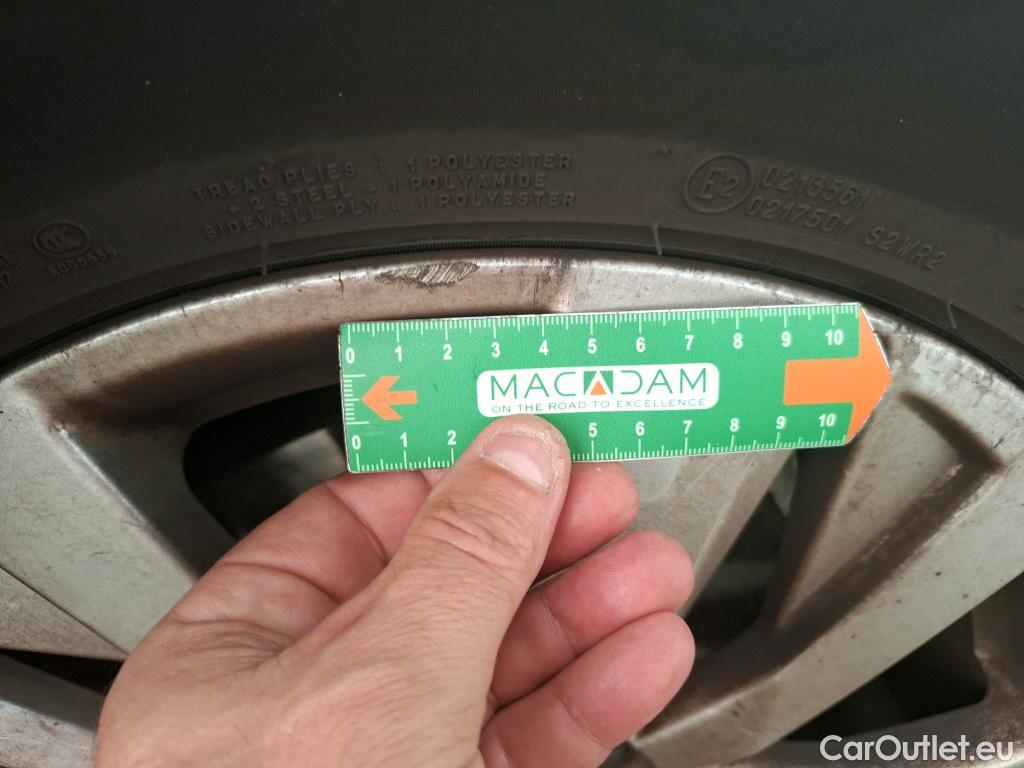 TREAD PLIES : 1 POLYESTER
+ 2 STEEL + 1 POLYAMIDE
SIDEWALL PLY : 1 POLYESTER
E2
0213561
0217501 S2WR2
CCC
A005335
0 1 2 3 4 5 6 7 8 9 10
MACADAM
ON THE ROAD TO EXCELLENCE
0 1 2 5 6 7 8 9 10
CarOutlet.eu